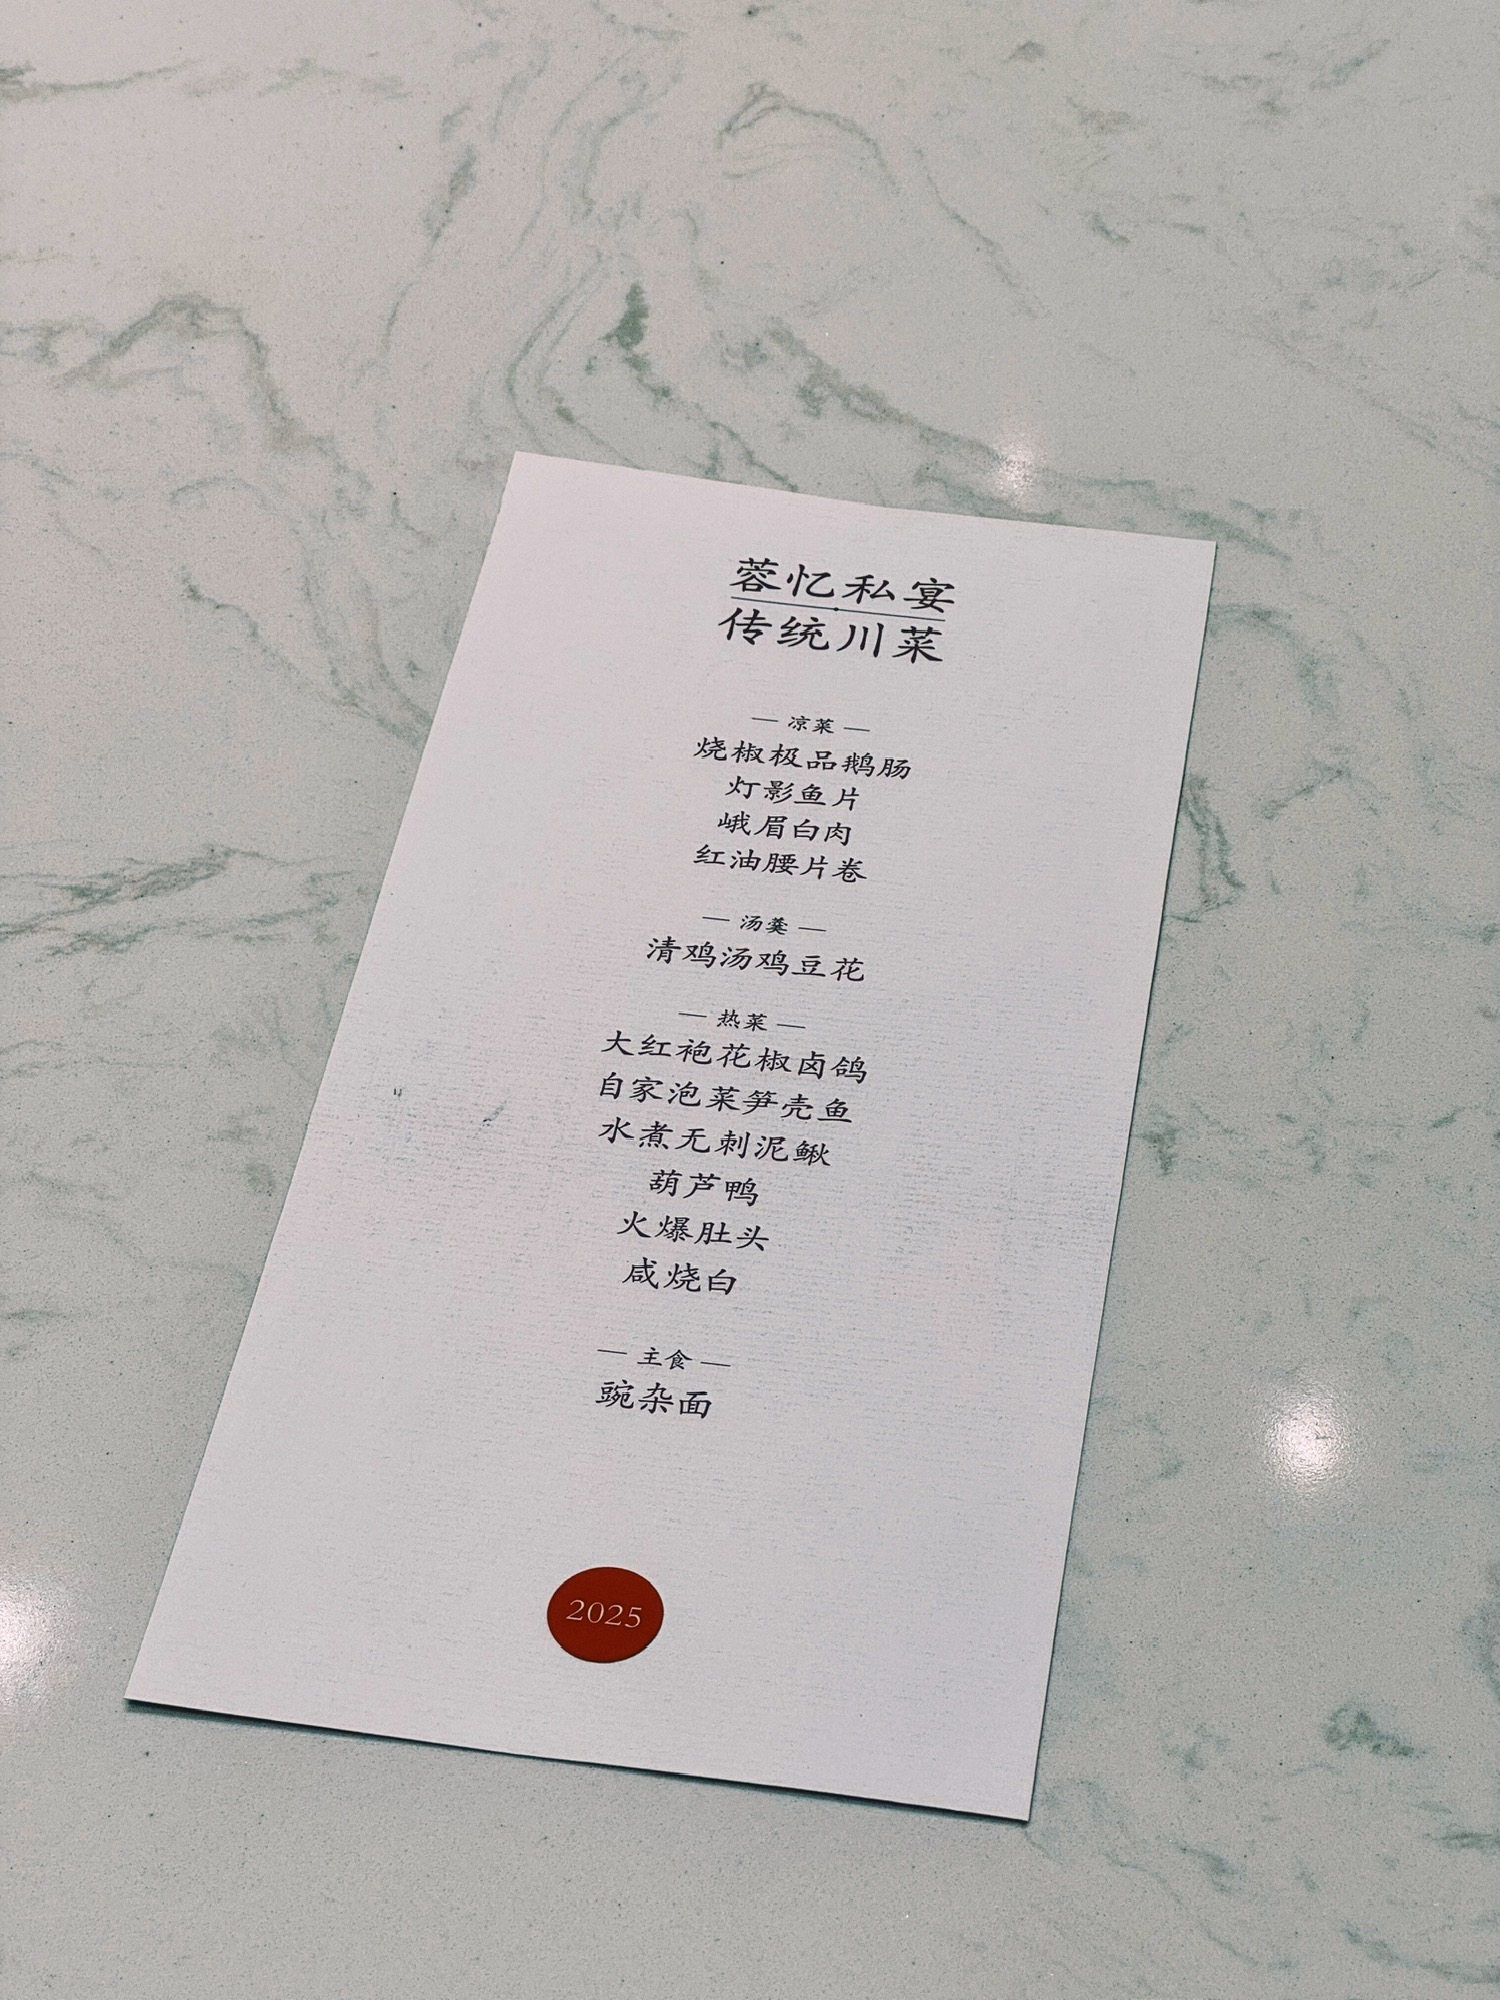 蓉忆私宴
传统川菜
— 凉菜 —
烧椒极品鹅肠
灯影鱼片
峨眉白肉
红油腰片卷
— 汤羹 —
清鸡汤鸡豆花
— 热菜 —
大红袍花椒卤鸽
自家泡菜笋壳鱼
水煮无刺泥鳅
葫芦鸭
火爆肚头
咸烧白
— 主食 —
豌杂面
2025